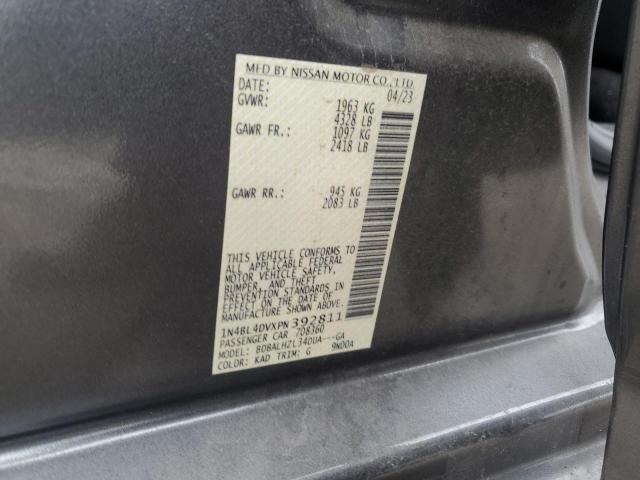 MFD BY NISSAN MOTOR CO., LTD.
DATE: 04/23
GVWR: 1963 KG
4328 LB
GAWR FR.: 1097 KG
2418 LB
GAWR RR.: 945 KG
2083 LB
THIS VEHICLE CONFORMS TO
ALL APPLICABLE FEDERAL
MOTOR VEHICLE SAFETY,
BUMPER, AND THEFT
PREVENTION STANDARDS IN
EFFECT ON THE DATE OF
MANUFACTURE SHOWN ABOVE.
1N4BL4DVXPN392811
PASSENGER CAR 708360
MODEL: BDBALHZL34DUA---GA
COLOR: KAD TRIM: G 9N00A